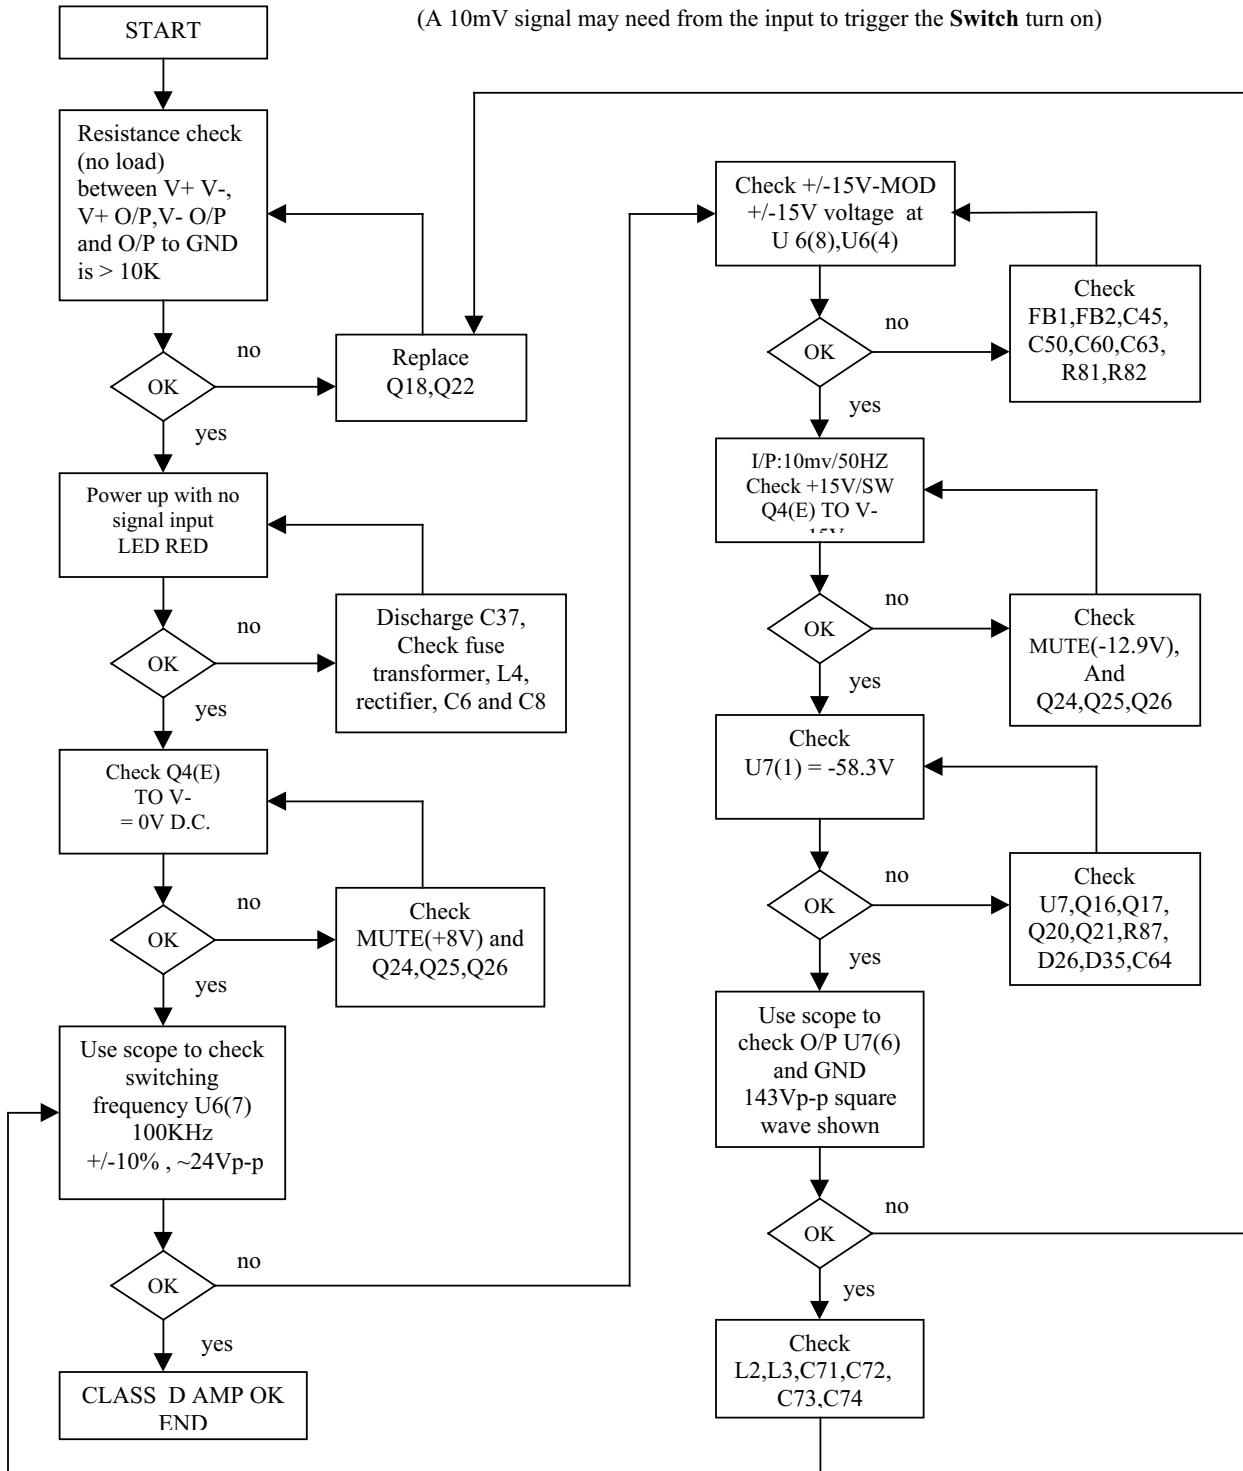 (A 10mV signal may need from the input to trigger the Switch turn on)
START
Resistance check
(no load)
between V+ V-,
V+ O/P,V- O/P
and O/P to GND
is > 10K
OK
no
yes
Replace
Q18,Q22
Power up with no
signal input
LED RED
OK
no
yes
Discharge C37,
Check fuse
transformer, L4,
rectifier, C6 and C8
Check Q4(E)
TO V-
= 0V D.C.
OK
no
yes
Check
MUTE(+8V) and
Q24,Q25,Q26
Use scope to check
switching
frequency U6(7)
100KHz
+/-10% , ~24Vp-p
OK
no
yes
CLASS D AMP OK
END
Check +/-15V-MOD
+/-15V voltage at
U 6(8),U6(4)
OK
no
yes
Check
FB1,FB2,C45,
C50,C60,C63,
R81,R82
I/P:10mv/50HZ
Check +15V/SW
Q4(E) TO V-
15V
OK
no
yes
Check
MUTE(-12.9V),
And
Q24,Q25,Q26
Check
U7(1) = -58.3V
OK
no
yes
Check
U7,Q16,Q17,
Q20,Q21,R87,
D26,D35,C64
Use scope to
check O/P U7(6)
and GND
143Vp-p square
wave shown
OK
no
yes
Check
L2,L3,C71,C72,
C73,C74